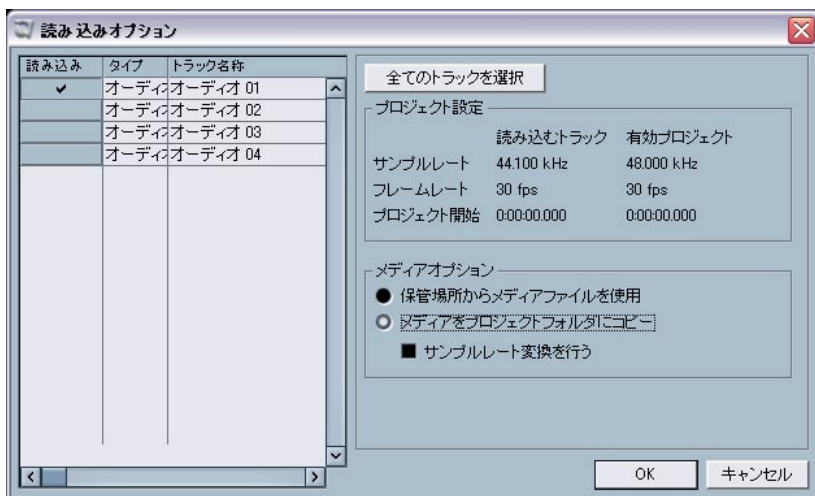 読み込みオプション
読み込み タイプ トラック名称
オーディオ オーディオ 01
オーディオ オーディオ 02
オーディオ オーディオ 03
オーディオ オーディオ 04
全てのトラックを選択
プロジェクト設定
読み込むトラック 有効プロジェクト
サンプルレート 44.100 kHz 48.000 kHz
フレームレート 30 fps 30 fps
プロジェクト開始 0:00:00.000 0:00:00.000
メディアオプション
保管場所からメディアファイルを使用
メディアをプロジェクトフォルダにコピー
サンプルレート変換を行う
OK キャンセル